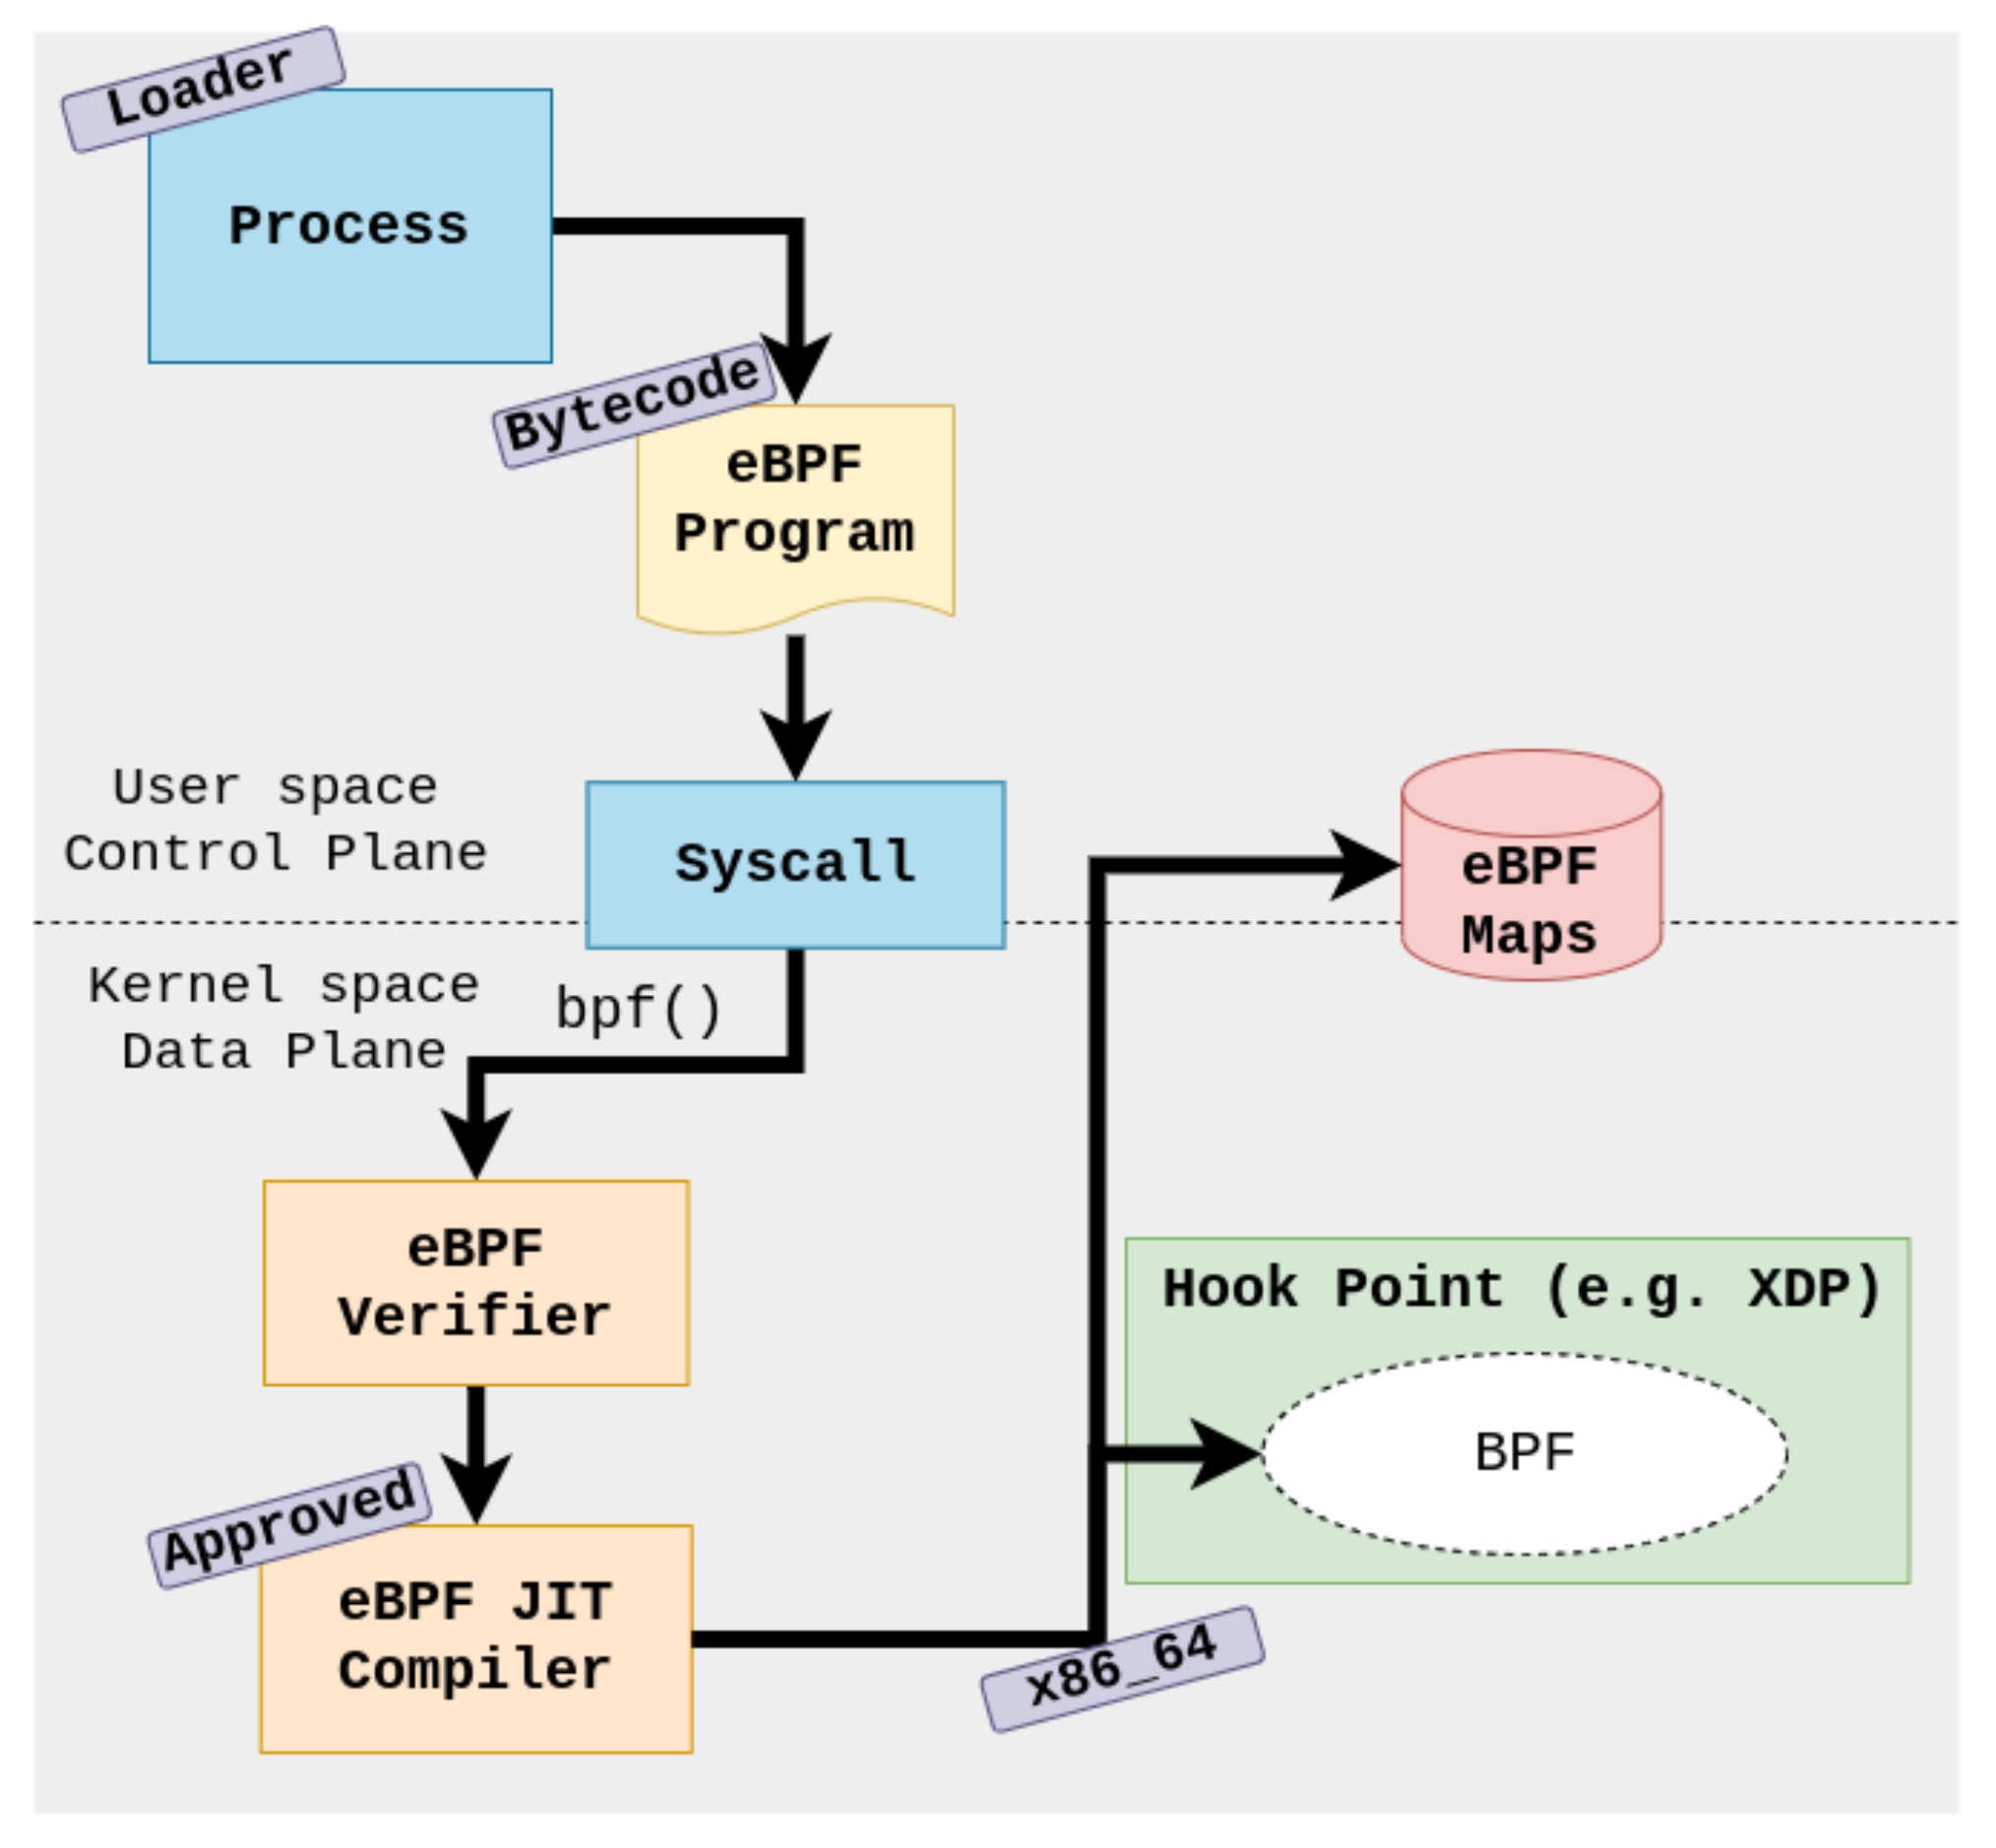 Loader
Process
Bytecode
eBPF
Program
User space
Control Plane
Syscall
eBPF
Maps
Kernel space
Data Plane
bpf()
eBPF
Verifier
Hook Point (e.g. XDP)
BPF
Approved
eBPF JIT
Compiler
x86_64